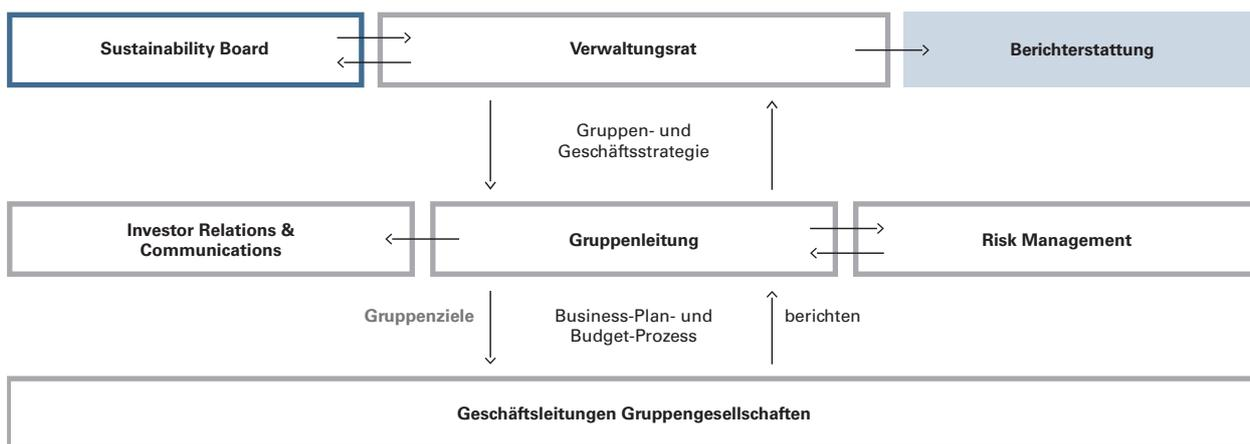 Sustainability Board
Verwaltungsrat
Berichterstattung
Gruppen- und
Geschäftsstrategie
Investor Relations &
Communications
Gruppenleitung
Risk Management
Gruppenziele
Business-Plan- und
Budget-Prozess
berichten
Geschäftsleitungen Gruppengesellschaften